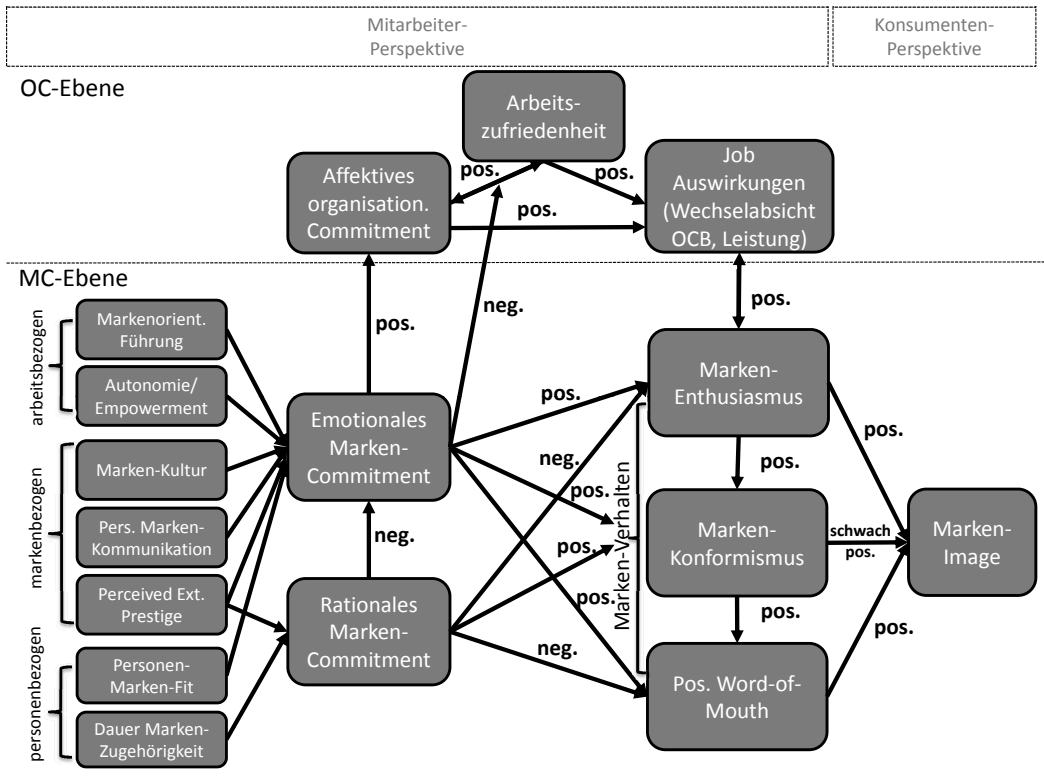 Mitarbeiter-
Perspektive
Konsumenten-
Perspektive
OC-Ebene
Arbeits-
zufriedenheit
Affektives
organisation.
Commitment
pos.
pos.
pos.
Job
Auswirkungen
(Wechselabsicht
OCB, Leistung)
MC-Ebene
arbeitsbezogen
Markenorient.
Führung
Autonomie/
Empowerment
markenbezogen
Marken-Kultur
Pers. Marken-
Kommunikation
Perceived Ext.
Prestige
personenbezogen
Personen-
Marken-Fit
Dauer Marken-
Zugehörigkeit
pos.
neg.
Emotionales
Marken-
Commitment
neg.
Rationales
Marken-
Commitment
pos.
neg.
pos.
pos.
pos.
neg.
Marken-Verhalten
pos.
Marken-
Enthusiasmus
pos.
Marken-
Konformismus
pos.
Pos. Word-of-
Mouth
pos.
schwach
pos.
pos.
Marken-
Image